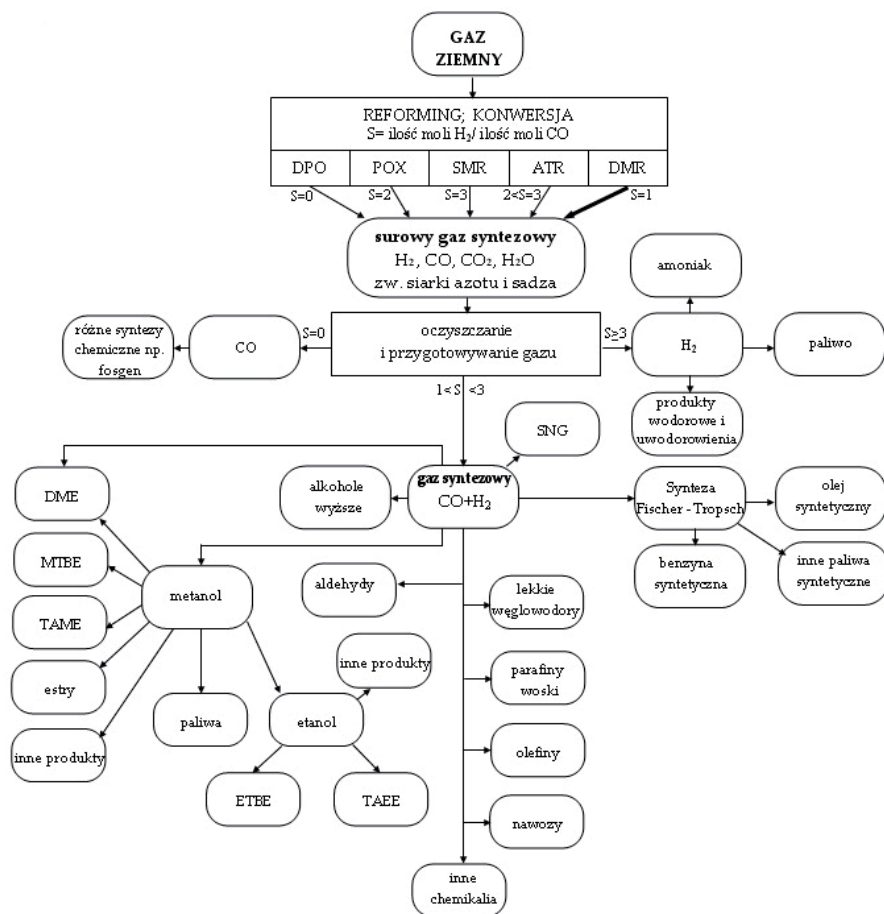 GAZ
ZIEMNY
REFORMING; KONWERSJA
S= ilość moli H₂/ ilość moli CO
DPO
POX
SMR
ATR
DMR
S=0
S=2
S=3
2<S=3
S=1
surowy gaz syntezowy
H₂, CO, CO₂, H₂O
zw. siarki azotu i sadza
amoniak
różne syntezy
chemiczne np.
fosgen
CO
S=0
oczyszczanie
i przygotowywanie gazu
S≥3
H₂
paliwo
1< S <3
produkty
wodorowe i
uwodorowienia
SNG
DME
alkohole
wyższe
gaz syntezowy
CO+H₂
Synteza
Fischer - Tropsch
olej
syntetyczny
MTBE
metanol
aldehydy
lekkie
węglowodory
benzyna
syntetyczna
inne paliwa
syntetyczne
TAME
estry
inne produkty
parafiny
woski
paliwa
etanol
inne produkty
olefiny
ETBE
TAEE
nawozy
inne
chemikalia